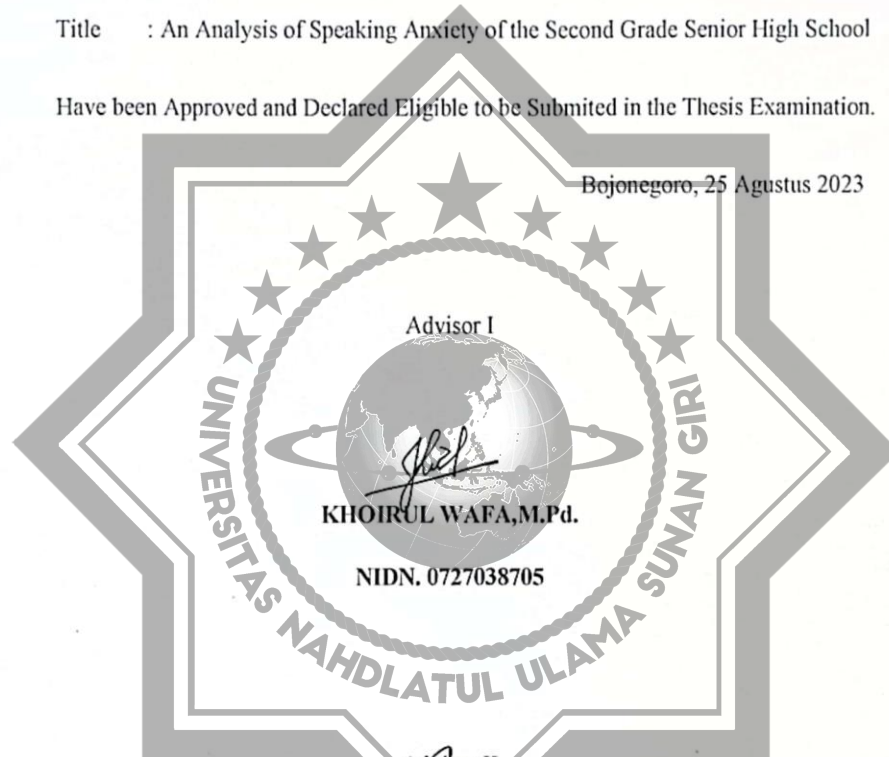 Title : An Analysis of Speaking Anxiety of the Second Grade Senior High School
Have been Approved and Declared Eligible to be Submited in the Thesis Examination.
Bojonegoro, 25 Agustus 2023
Advisor I
KHOIRUL WAFA,M.Pd.
NIDN. 0727038705
UNIVERSITAS NAHDLATUL ULAMA SUNAN GIRI